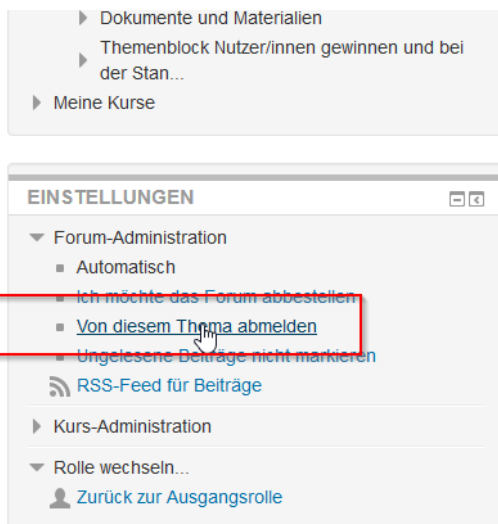 Dokumente und Materialien
Themenblock Nutzer/innen gewinnen und bei
der Stan...
Meine Kurse
EINSTELLUNGEN
Forum-Administration
Automatisch
Ich möchte das Forum abbestellen
Von diesem Thema abmelden
Ungelesene Beiträge nicht markieren
RSS-Feed für Beiträge
Kurs-Administration
Rolle wechseln...
Zurück zur Ausgangsrolle